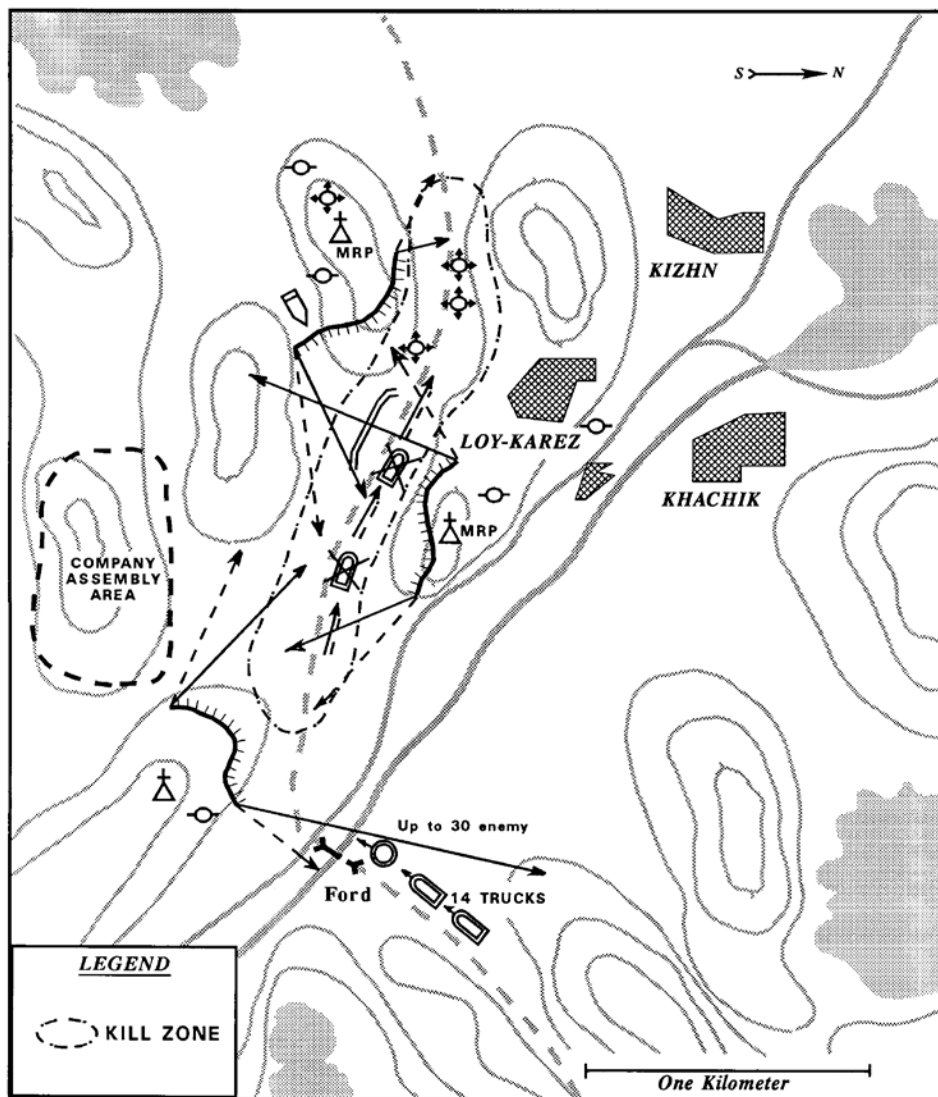 S N
MRP
KIZHN
LOY-KAREZ
KHACHIK
MRP
COMPANY
ASSEMBLY
AREA
Up to 30 enemy
Ford
14 TRUCKS
LEGEND
KILL ZONE
One Kilometer